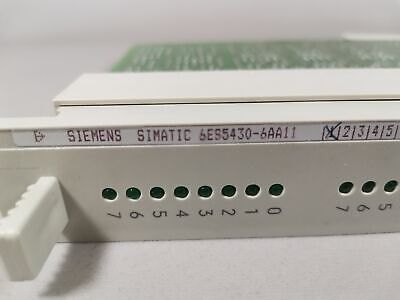 SIEMENS SIMATIC 6ES5430-6AA11 X|2|3|4|5|
7 6 5 4 3 2 1 0 7 6 5